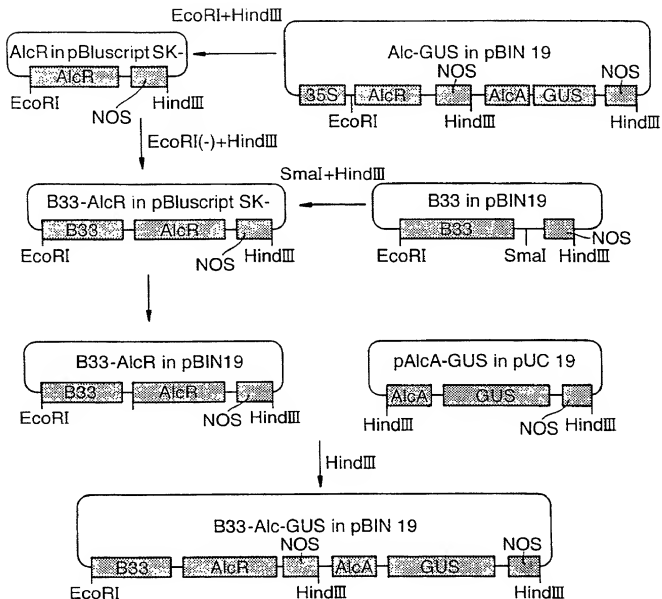 EcoRI+HindⅢ
AlcR in pBluscript SK-
AlcR
EcoRI
NOS
HindⅢ
Alc-GUS in pBIN 19
NOS
NOS
35S
AlcR
AlcA
GUS
EcoRI
HindⅢ
HindⅢ
EcoRI(-)+HindⅢ
SmaI+HindⅢ
B33-AlcR in pBluscript SK-
B33
AlcR
EcoRI
NOS
HindⅢ
B33 in pBIN19
B33
NOS
EcoRI
SmaI
HindⅢ
B33-AlcR in pBIN19
B33
AlcR
EcoRI
NOS
HindⅢ
pAlcA-GUS in pUC 19
AlcA
GUS
HindⅢ
NOS
HindⅢ
HindⅢ
B33-Alc-GUS in pBIN 19
NOS
NOS
B33
AlcR
AlcA
GUS
EcoRI
HindⅢ
HindⅢ